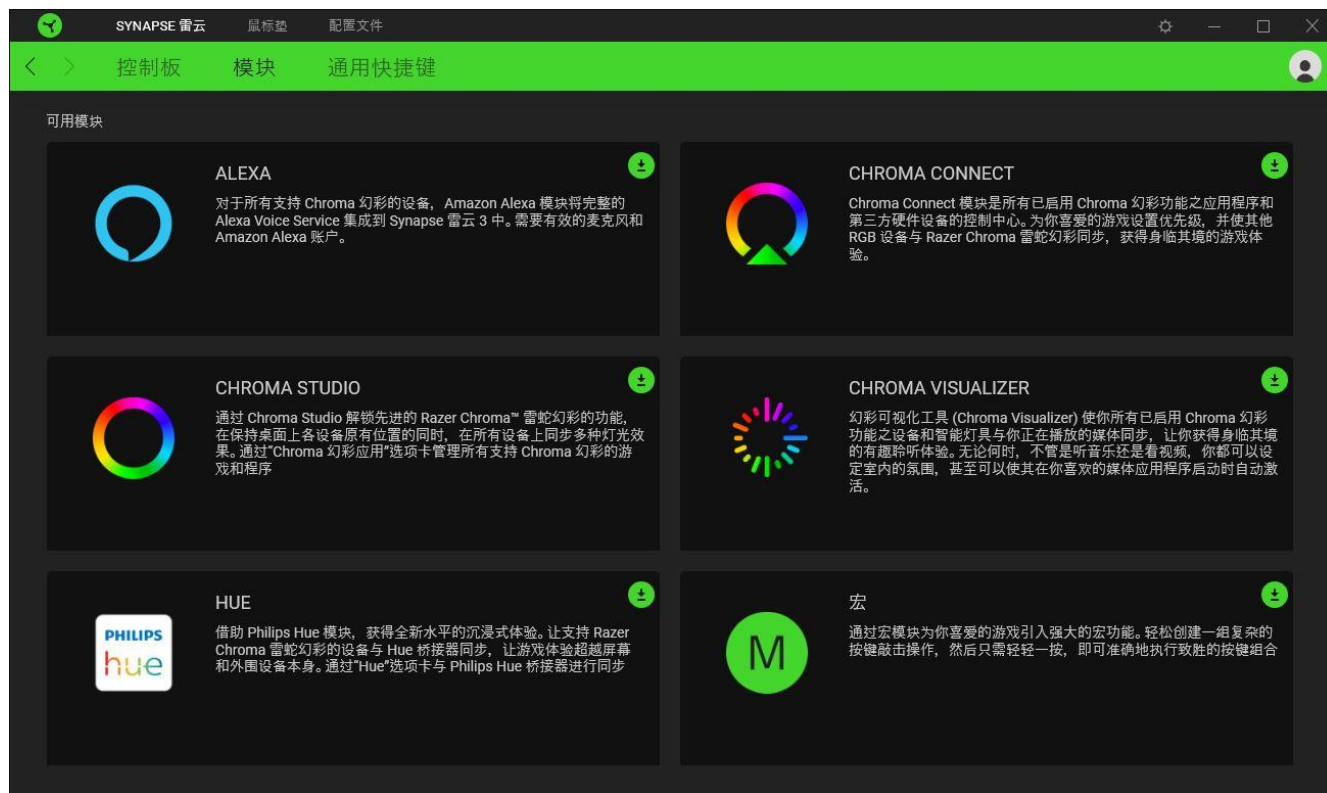 SYNAPSE 雷云 鼠标垫 配置文件
控制板 模块 通用快捷键
可用模块
ALEXA
对于所有支持 Chroma 幻彩的设备，Amazon Alexa 模块将完整的
Alexa Voice Service 集成到 Synapse 雷云 3 中。需要有效的麦克风和
Amazon Alexa 账户。
CHROMA CONNECT
Chroma Connect 模块是所有已启用 Chroma 幻彩功能之应用程序和
第三方硬件设备的控制中心。为你喜爱的游戏设置优先级，并使其他
RGB 设备与 Razer Chroma 雷蛇幻彩同步，获得身临其境的游戏体
验。
CHROMA STUDIO
通过 Chroma Studio 解锁先进的 Razer Chroma™ 雷蛇幻彩的功能，
在保持桌面上各设备原有位置的同时，在所有设备上同步多种灯光效
果。通过“Chroma 幻彩应用”选项卡管理所有支持 Chroma 幻彩的游
戏和程序
CHROMA VISUALIZER
幻彩可视化工具 (Chroma Visualizer) 使你所有已启用 Chroma 幻彩
功能之设备和智能灯具与你正在播放的媒体同步，让你获得身临其境
的有趣聆听体验。无论何时，不管是听音乐还是看视频，你都可以设
定室内的氛围，甚至可以使其在你喜欢的媒体应用程序启动时自动激
活。
PHILIPS
hue
HUE
借助 Philips Hue 模块，获得全新水平的沉浸式体验。让支持 Razer
Chroma 雷蛇幻彩的设备与 Hue 桥接器同步，让游戏体验超越屏幕
和外围设备本身。通过“Hue”选项卡与 Philips Hue 桥接器进行同步
M
宏
通过宏模块为你喜爱的游戏引入强大的宏功能。轻松创建一组复杂的
按键敲击操作，然后只需轻轻一按，即可准确地执行致胜的按键组合